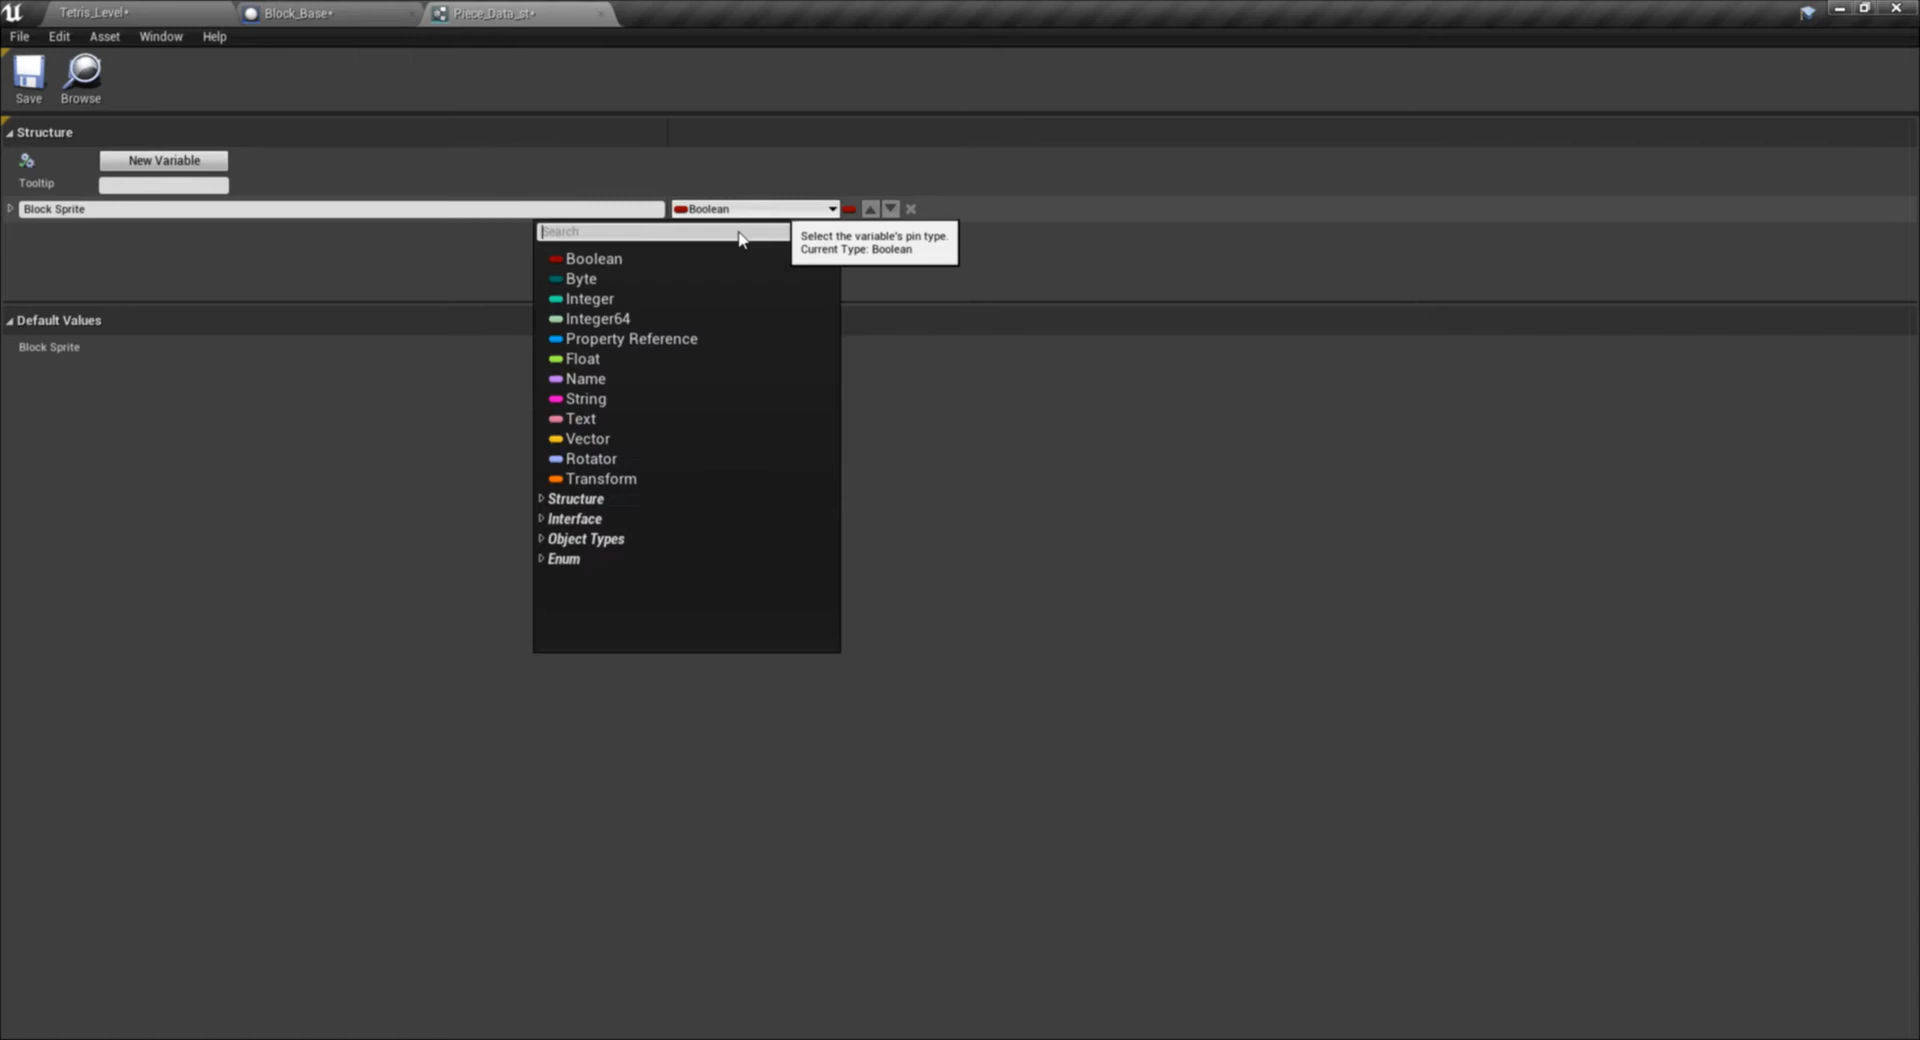 Tetris_Level•
Block_Base•
Piece_Data_st•
File Edit Asset Window Help
Save Browse
Structure
New Variable
Tooltip
Block Sprite Boolean
Search
Select the variable's pin type.
Current Type: Boolean
Boolean
Byte
Integer
Integer64
Property Reference
Float
Name
String
Text
Vector
Rotator
Transform
Structure
Interface
Object Types
Enum
Default Values
Block Sprite